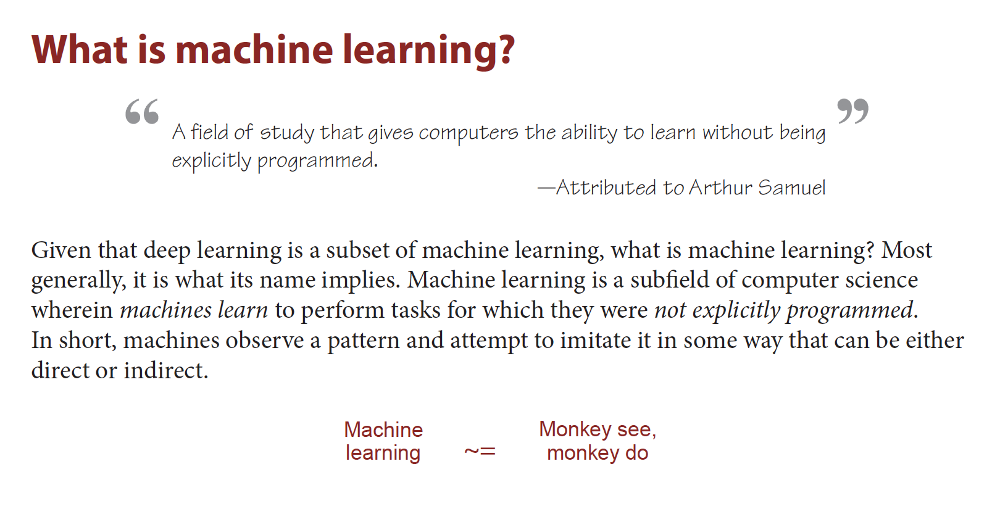 What is machine learning?
“A field of study that gives computers the ability to learn without being”
explicitly programmed.
—Attributed to Arthur Samuel
Given that deep learning is a subset of machine learning, what is machine learning? Most
generally, it is what its name implies. Machine learning is a subfield of computer science
wherein machines learn to perform tasks for which they were not explicitly programmed.
In short, machines observe a pattern and attempt to imitate it in some way that can be either
direct or indirect.
Machine
learning
~=
Monkey see,
monkey do